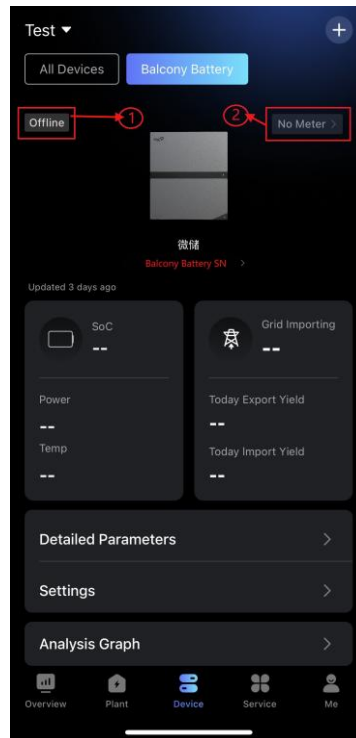 Test
All Devices
Balcony Battery
Offline
1
2
No Meter
微储
Balcony Battery SN
Updated 3 days ago
SoC
--
Grid Importing
--
Power
--
Today Export Yield
--
Temp
--
Today Import Yield
--
Detailed Parameters
Settings
Analysis Graph
Overview
Plant
Device
Service
Me